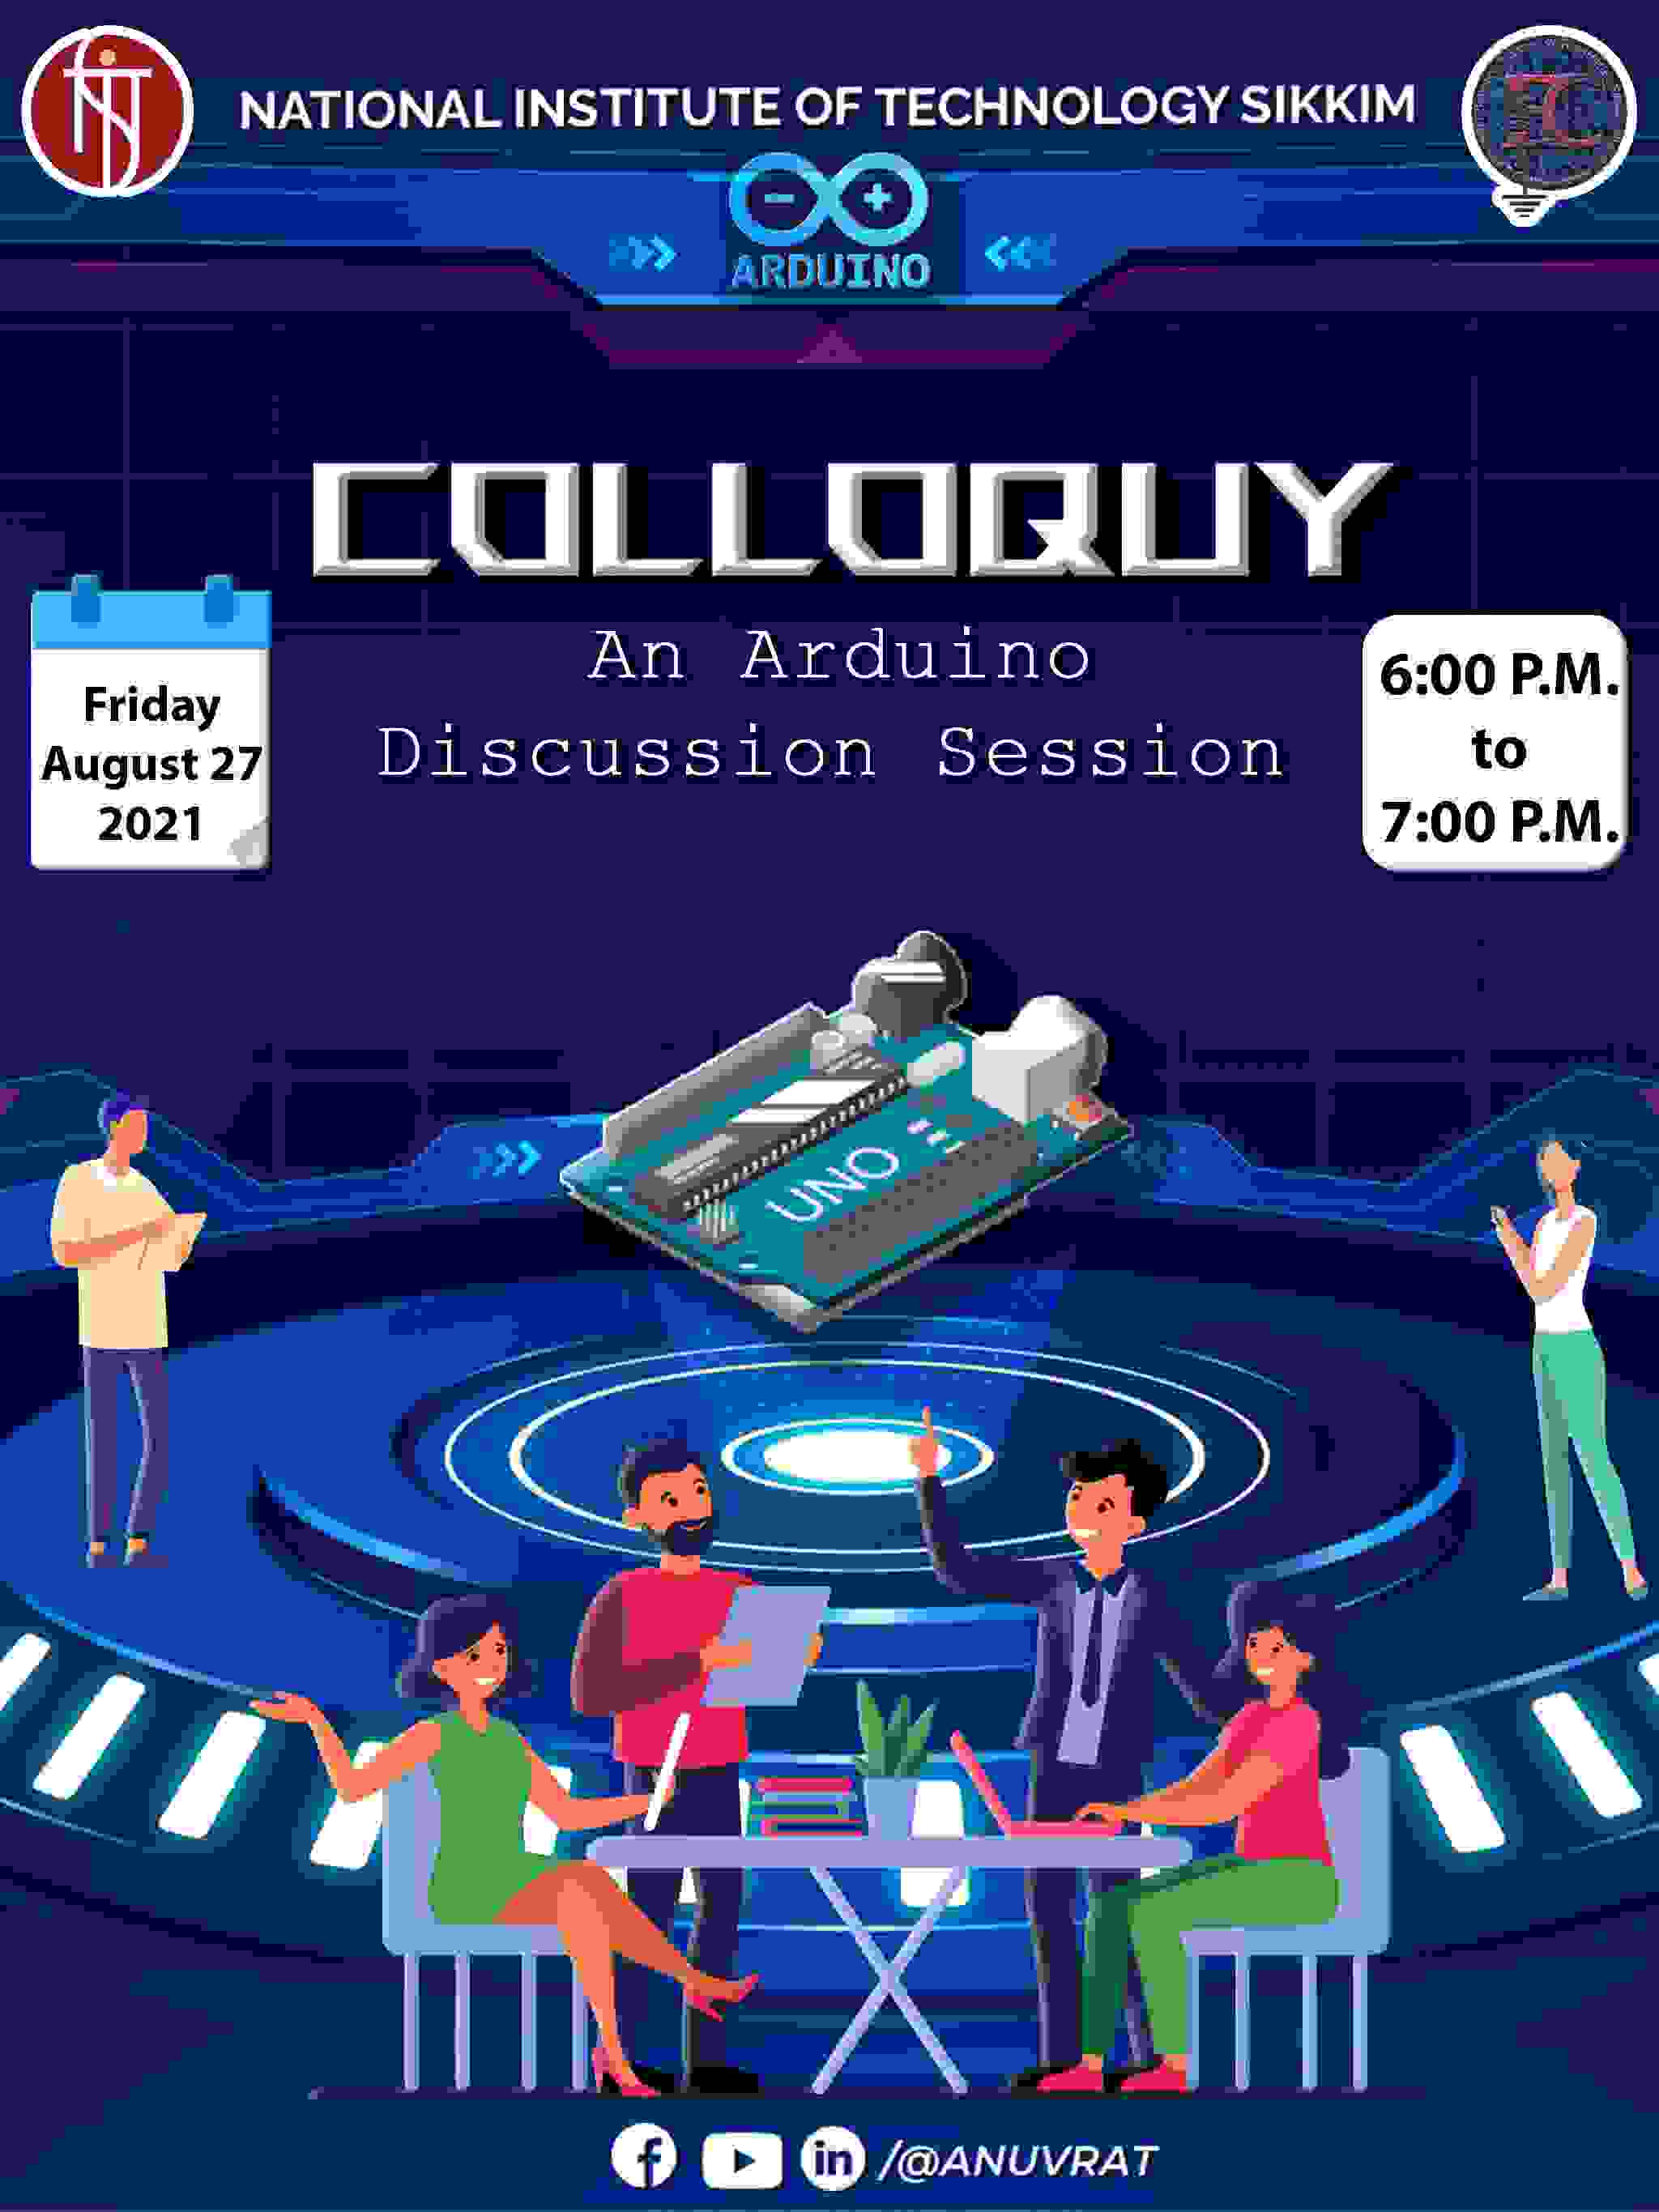 NATIONAL INSTITUTE OF TECHNOLOGY SIKKIM
ARDUINO
COLLOQUY
An Arduino
Discussion Session
Friday
August 27
2021
6:00 P.M.
to
7:00 P.M.
UNO
/@ANUVRAT